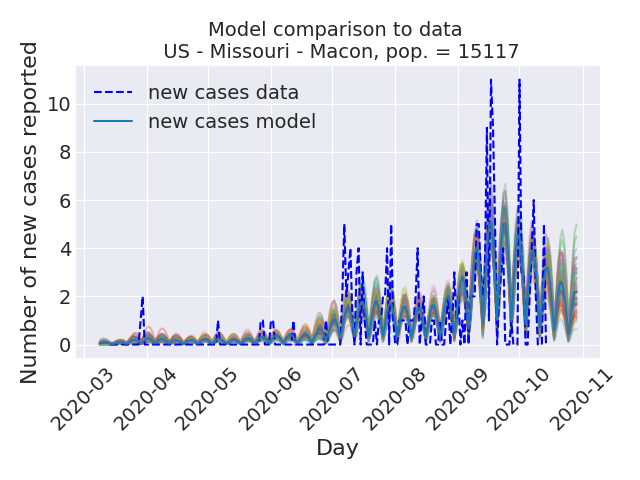 Model comparison to data
US - Missouri - Macon, pop. = 15117
Number of new cases reported
new cases data
new cases model
10
8
6
4
2
0
2020-03
2020-04
2020-05
2020-06
2020-07
2020-08
2020-09
2020-10
2020-11
Day